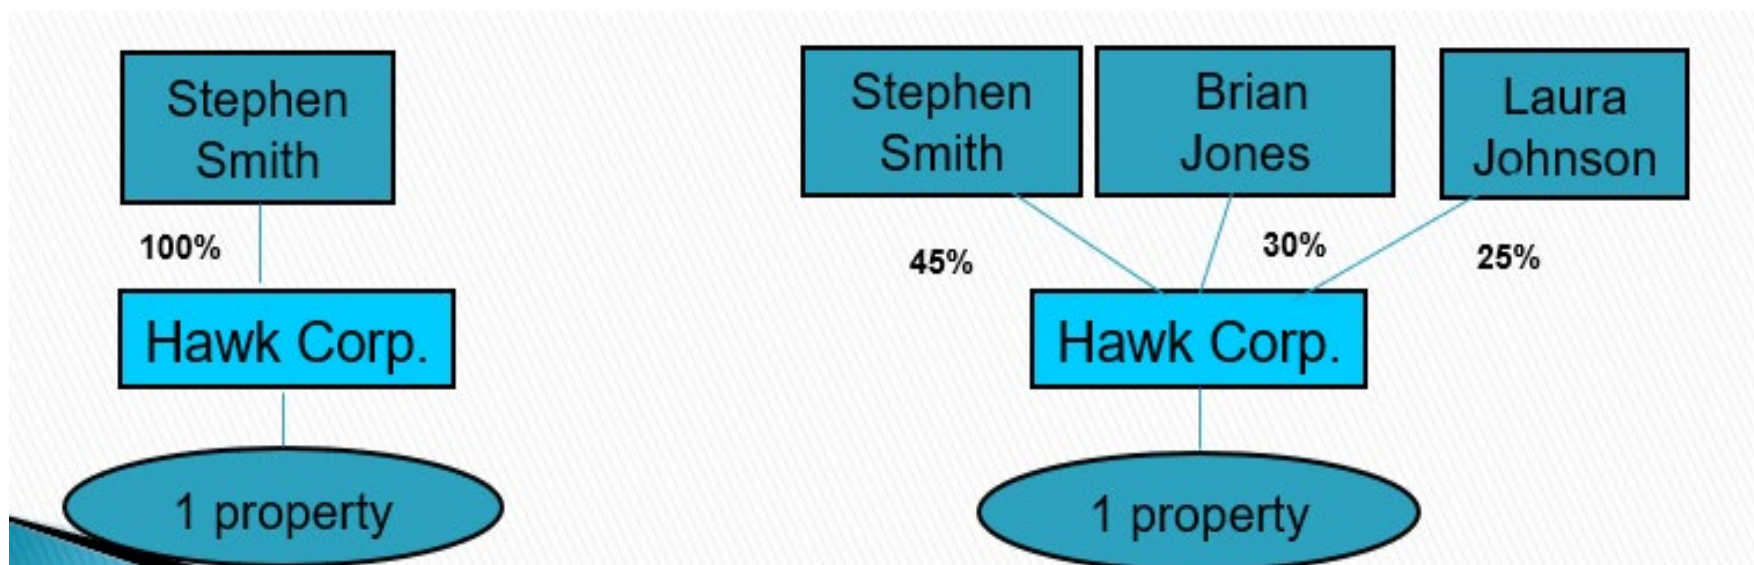 Stephen
Smith
100%
Hawk Corp.
1 property
Stephen
Smith
Brian
Jones
Laura
Johnson
45%
30%
25%
Hawk Corp.
1 property